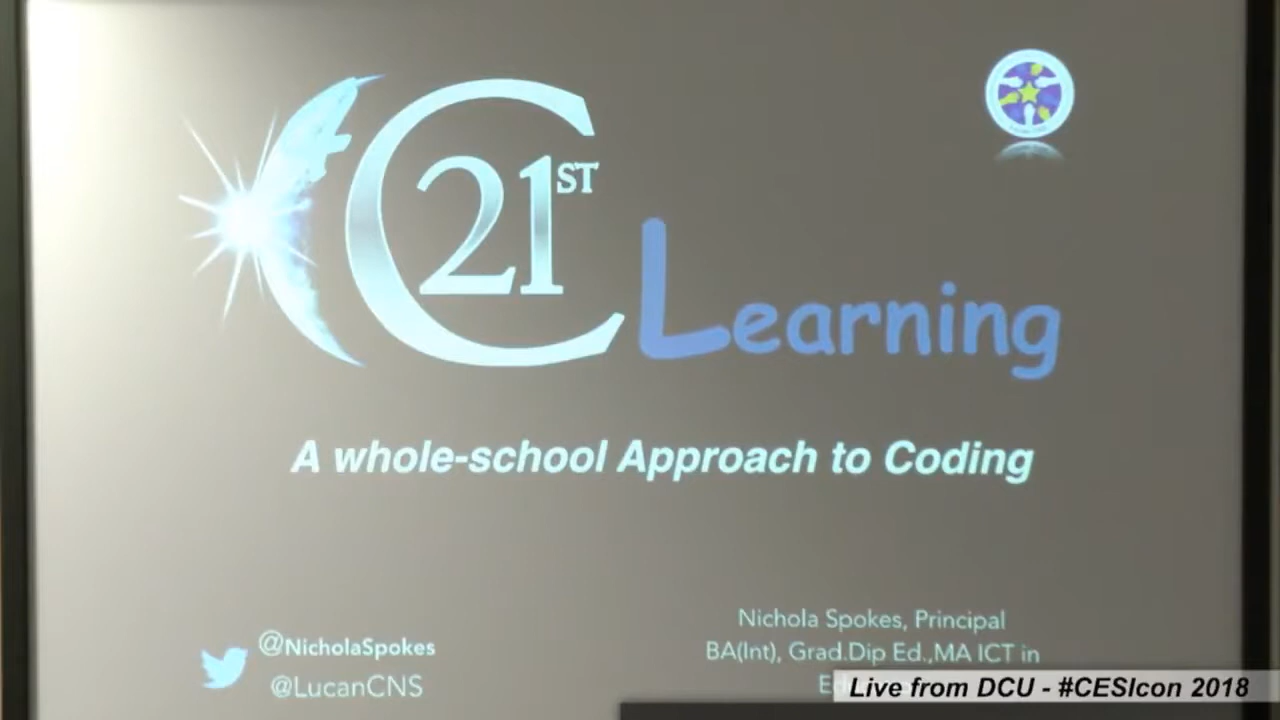 C 21ST Learning
A whole-school Approach to Coding
@NicholaSpokes
@LucanCNS
Nichola Spokes, Principal
BA(Int), Grad.Dip Ed.,MA ICT in
Live from DCU - #CESIcon 2018